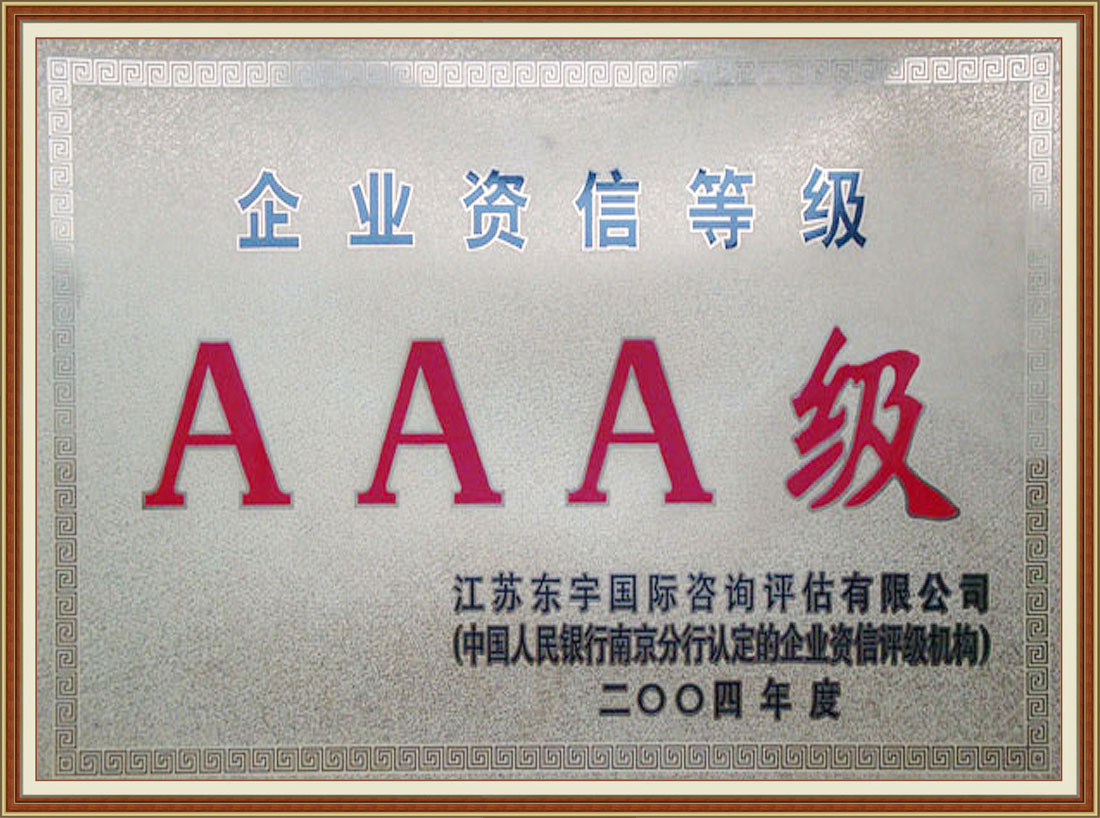 企业资信等级
AAA级
江苏东宇国际咨询评估有限公司
(中国人民银行南京分行认定的企业资信评级机构)
二〇〇四年度